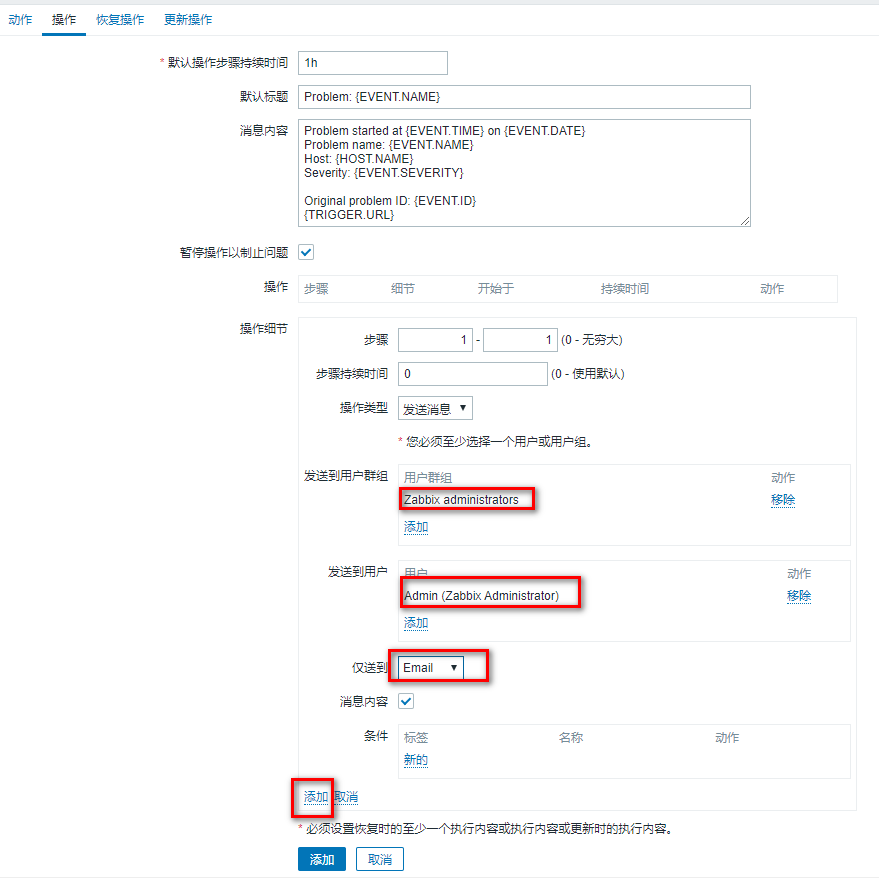 动作 操作 恢复操作 更新操作
* 默认操作步骤持续时间 1h
默认标题 Problem: {EVENT.NAME}
消息内容 Problem started at {EVENT.TIME} on {EVENT.DATE}
Problem name: {EVENT.NAME}
Host: {HOST.NAME}
Severity: {EVENT.SEVERITY}
Original problem ID: {EVENT.ID}
{TRIGGER.URL}
暂停操作以制止问题
操作 步骤 细节 开始于 持续时间 动作
操作细节
步骤 1 - 1 (0 - 无穷大)
步骤持续时间 0 (0 - 使用默认)
操作类型 发送消息
* 您必须至少选择一个用户或用户组。
发送到用户群组 用户群组 动作
Zabbix administrators 移除
添加
发送到用户 用户 动作
Admin (Zabbix Administrator) 移除
添加
仅送到 Email
消息内容
条件 标签 名称 动作
新的
添加 取消
* 必须设置恢复时的至少一个执行内容或执行内容或更新时的执行内容。
添加 取消